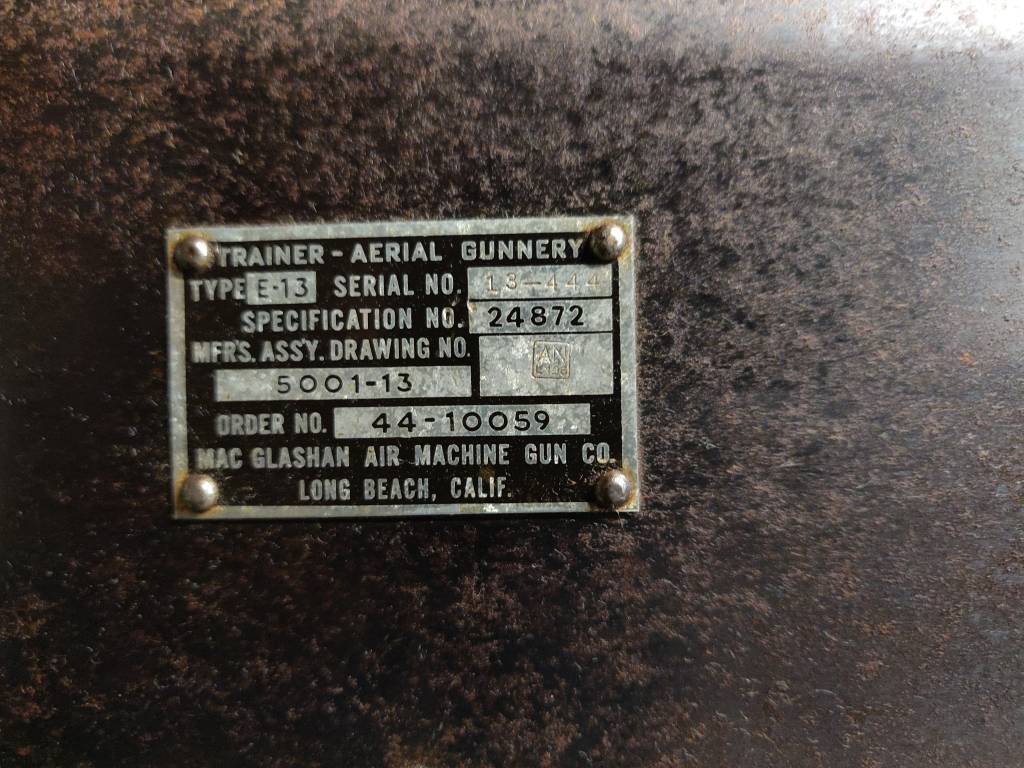 TRAINER - AERIAL GUNNERY
TYPE E-13 SERIAL NO. 13-444
SPECIFICATION NO. 24872
MFR'S. ASS'Y. DRAWING NO.
AN
5001-13
ORDER NO. 44-10059
MAC GLASHAN AIR MACHINE GUN CO.
LONG BEACH, CALIF.